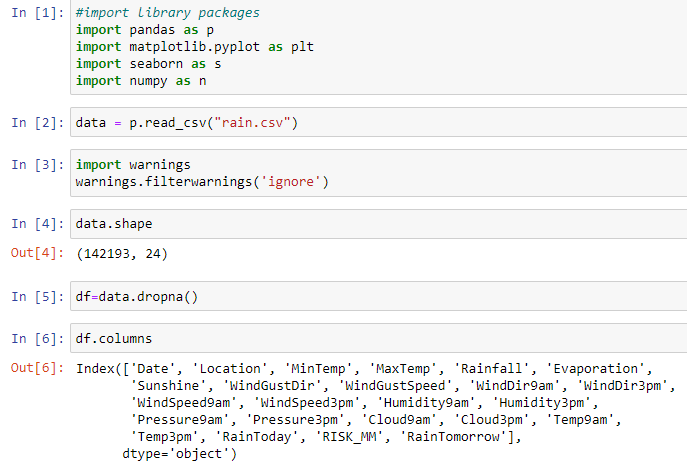 In [1]: #import library packages
import pandas as p
import matplotlib.pyplot as plt
import seaborn as s
import numpy as n
In [2]: data = p.read_csv("rain.csv")
In [3]: import warnings
warnings.filterwarnings('ignore')
In [4]: data.shape
Out[4]: (142193, 24)
In [5]: df=data.dropna()
In [6]: df.columns
Out[6]: Index(['Date', 'Location', 'MinTemp', 'MaxTemp', 'Rainfall', 'Evaporation',
'Sunshine', 'WindGustDir', 'WindGustSpeed', 'WindDir9am', 'WindDir3pm',
'WindSpeed9am', 'WindSpeed3pm', 'Humidity9am', 'Humidity3pm',
'Pressure9am', 'Pressure3pm', 'Cloud9am', 'Cloud3pm', 'Temp9am',
'Temp3pm', 'RainToday', 'RISK_MM', 'RainTomorrow'],
dtype='object')